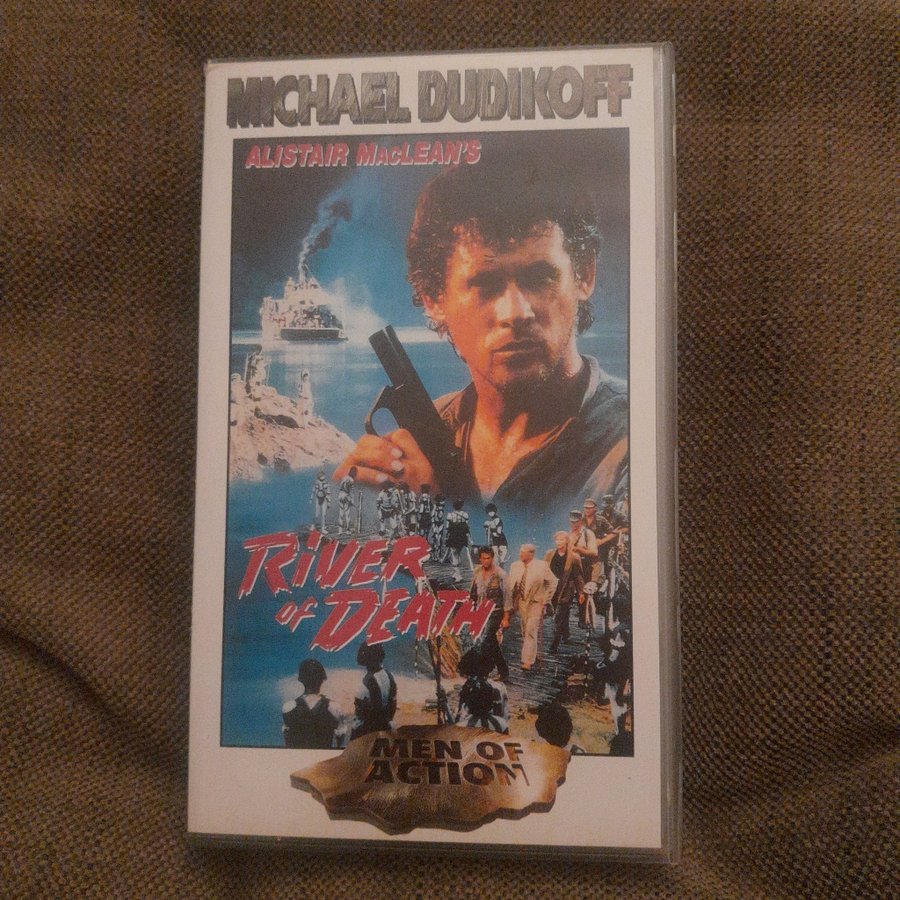 MICHAEL DUDIKOFF
ALISTAIR MACLEAN'S
RIVER
OF DEATH
MEN OF
ACTION